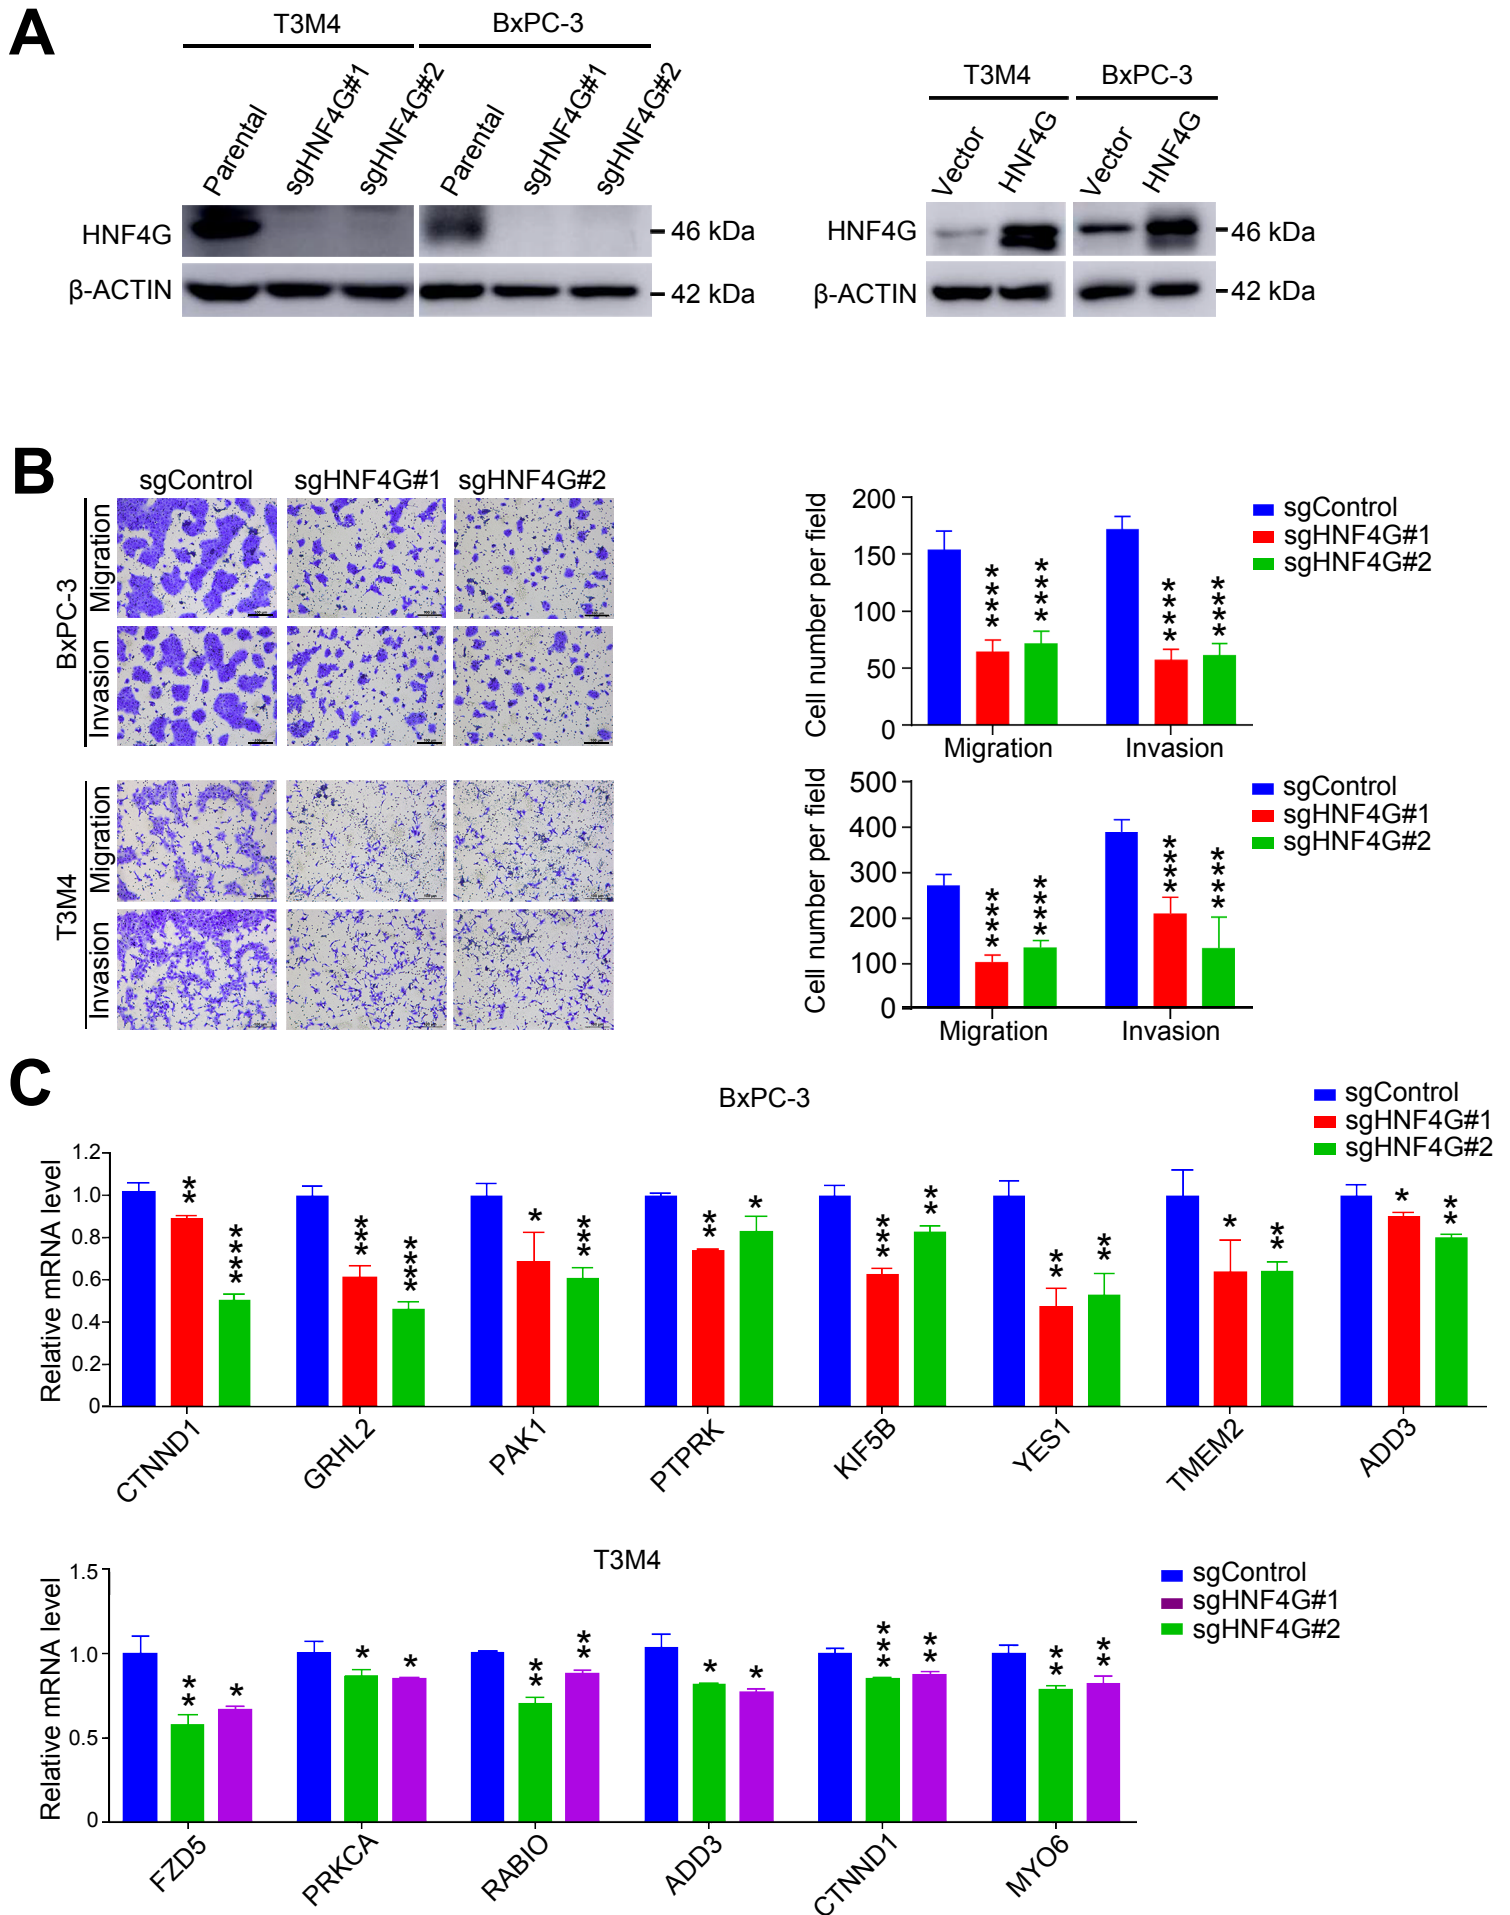 A
T3M4
BxPC-3
Parental
sgHNF4G#1
sgHNF4G#2
Parental
sgHNF4G#1
sgHNF4G#2
HNF4G
46 kDa
β-ACTIN
42 kDa
T3M4
BxPC-3
Vector
HNF4G
Vector
HNF4G
HNF4G
46 kDa
β-ACTIN
42 kDa
B
sgControl
sgHNF4G#1
sgHNF4G#2
BxPC-3
Migration
Invasion
T3M4
Migration
Invasion
Cell number per field
200
150
100
50
0
****
****
****
****
Migration
Invasion
sgControl
sgHNF4G#1
sgHNF4G#2
Cell number per field
500
400
300
200
100
0
****
****
****
****
Migration
Invasion
sgControl
sgHNF4G#1
sgHNF4G#2
C
BxPC-3
sgControl
sgHNF4G#1
sgHNF4G#2
Relative mRNA level
1.2
1.0
0.8
0.6
0.4
0.2
0
**
****
***
****
*
***
**
*
***
**
**
**
*
**
*
**
CTNND1
GRHL2
PAK1
PTPRK
KIF5B
YES1
TMEM2
ADD3
T3M4
sgControl
sgHNF4G#1
sgHNF4G#2
Relative mRNA level
1.5
1.0
0.5
0
**
*
*
*
**
**
*
*
***
**
**
**
FZD5
PRKCA
RABIO
ADD3
CTNND1
MYO6